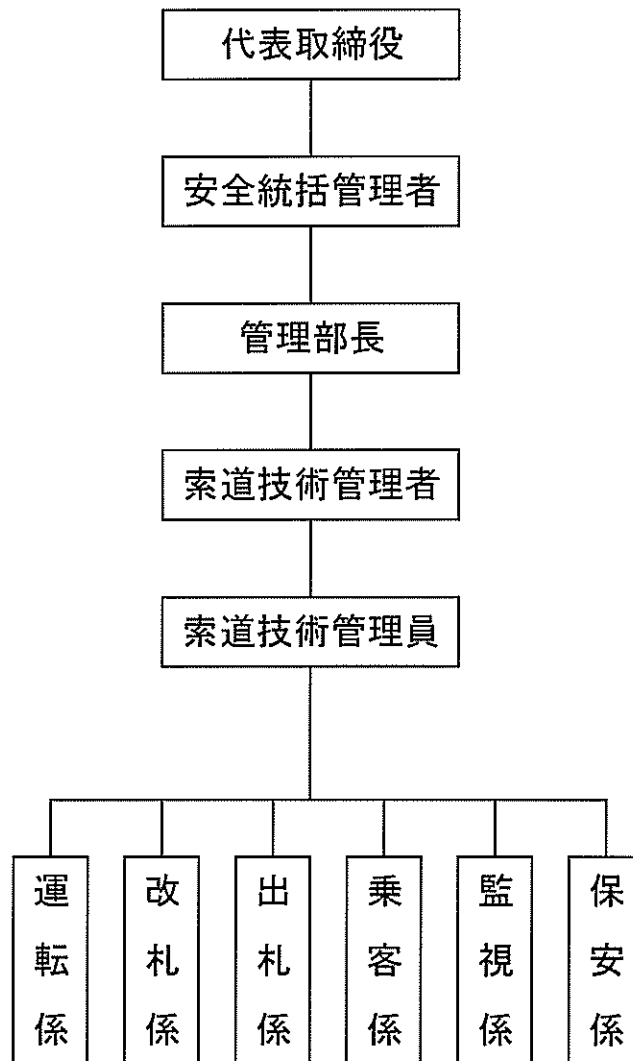 代表取締役
安全統括管理者
管理部長
索道技術管理者
索道技術管理員
運転係
改札係
出札係
乗客係
監視係
保安係